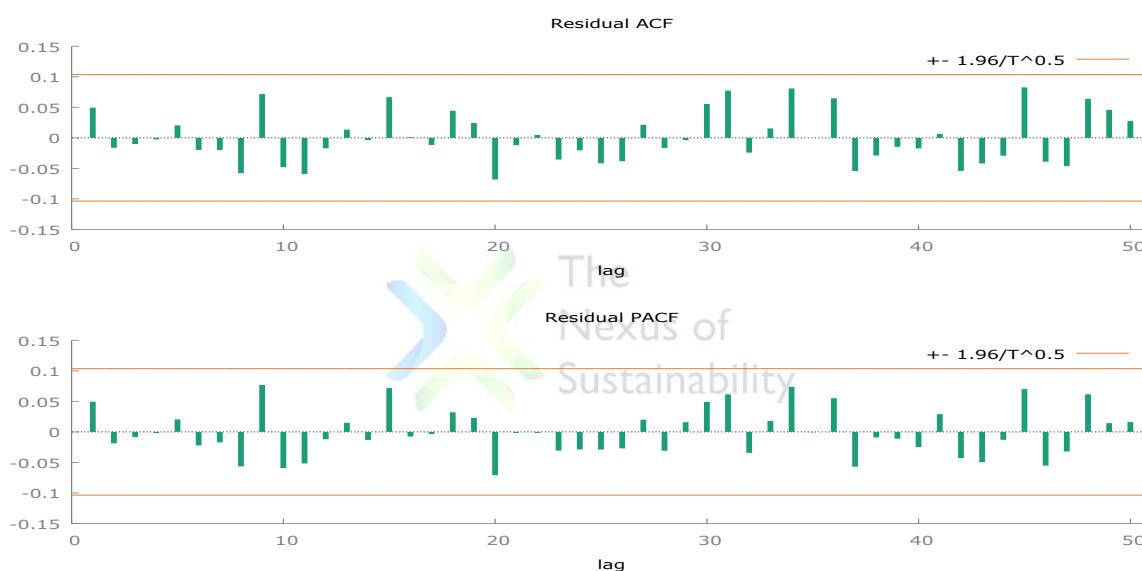 Residual ACF
0.15
+- 1.96/T^0.5
0.1
0.05
0
-0.05
-0.1
-0.15
0 10 20 30 40 50
lag
The
Nexus of
Sustainability
Residual PACF
0.15
+- 1.96/T^0.5
0.1
0.05
0
-0.05
-0.1
-0.15
0 10 20 30 40 50
lag